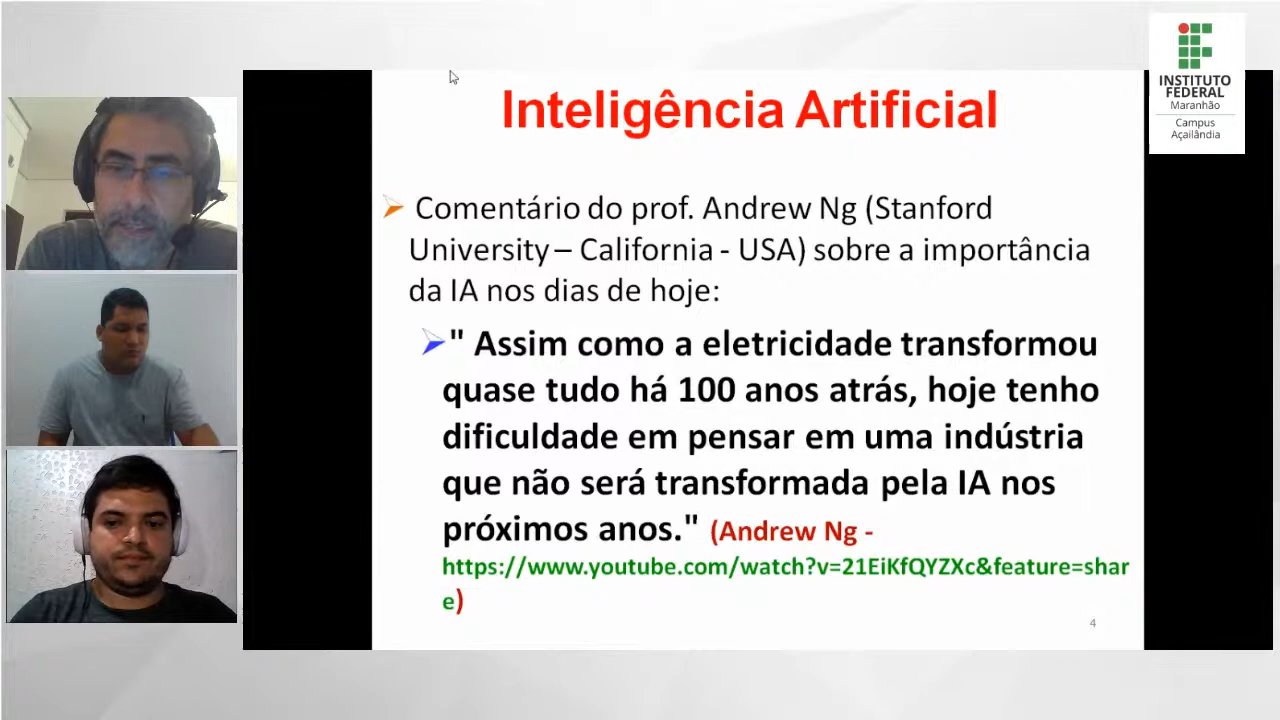 INSTITUTO
FEDERAL
Maranhão
Campus
Açailândia
Inteligência Artificial
Comentário do prof. Andrew Ng (Stanford
University – California - USA) sobre a importância
da IA nos dias de hoje:
" Assim como a eletricidade transformou
quase tudo há 100 anos atrás, hoje tenho
dificuldade em pensar em uma indústria
que não será transformada pela IA nos
próximos anos." (Andrew Ng -
https://www.youtube.com/watch?v=21EiKfQYZXc&feature=shar
e)
4